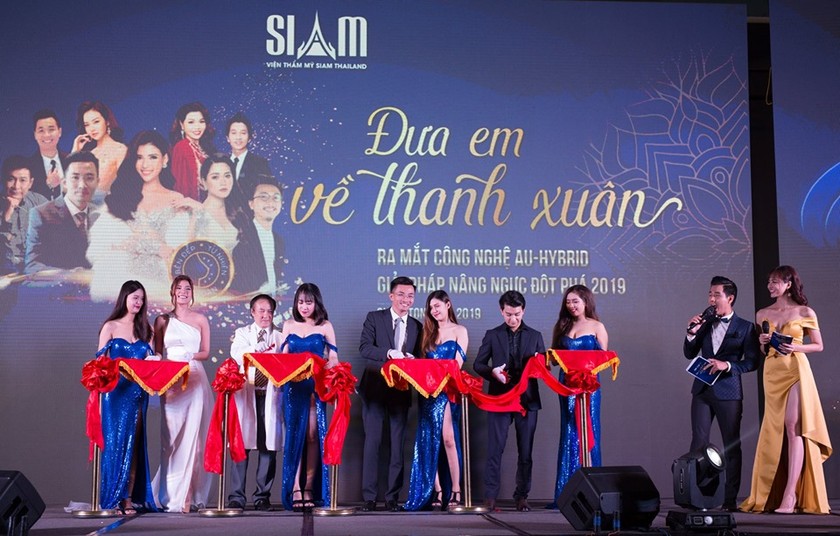 SIAM
VIỆN THẨM MỸ SIAM THAILAND
Đưa em
về thanh xuân
RA MẮT CÔNG NGHỆ AU-HYBRID
PHÁP NÂNG NGỰC ĐỘT PHÁ 2019
2019